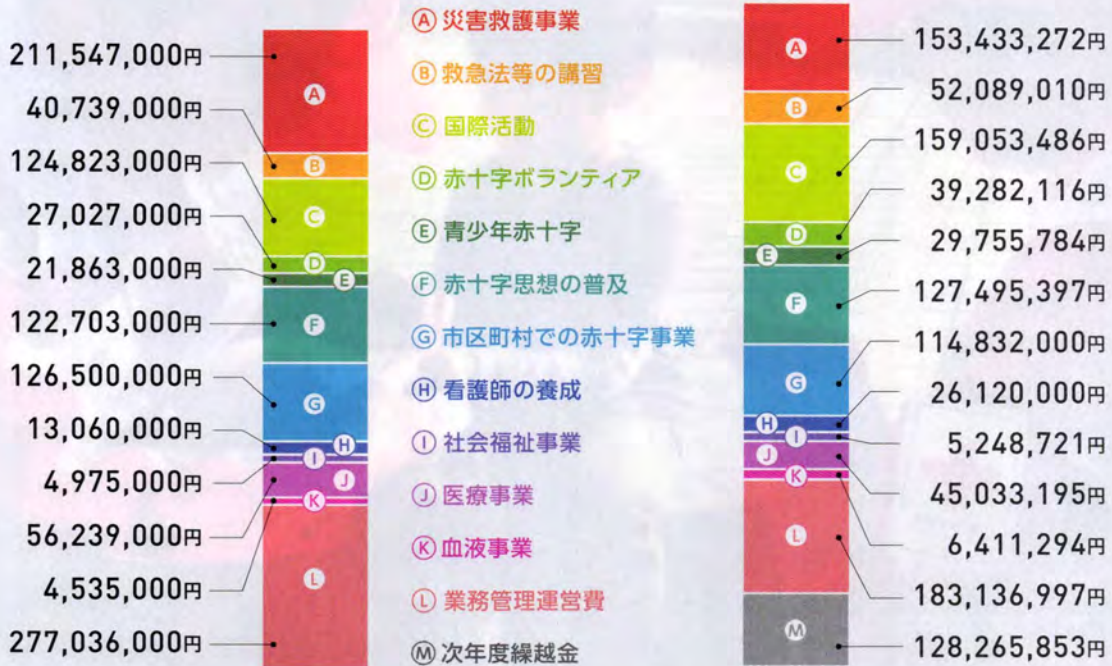 211,547,000円
40,739,000円
124,823,000円
27,027,000円
21,863,000円
122,703,000円
126,500,000円
13,060,000円
4,975,000円
56,239,000円
4,535,000円
277,036,000円
A
B
C
D
E
F
G
H
I
J
K
L
Ⓐ 災害救護事業
Ⓑ 救急法等の講習
Ⓒ 国際活動
Ⓓ 赤十字ボランティア
Ⓔ 青少年赤十字
Ⓕ 赤十字思想の普及
Ⓖ 市区町村での赤十字事業
Ⓗ 看護師の養成
Ⓘ 社会福祉事業
Ⓙ 医療事業
Ⓚ 血液事業
Ⓛ 業務管理運営費
Ⓜ 次年度繰越金
A
B
C
D
E
F
G
H
I
J
K
L
M
153,433,272円
52,089,010円
159,053,486円
39,282,116円
29,755,784円
127,495,397円
114,832,000円
26,120,000円
5,248,721円
45,033,195円
6,411,294円
183,136,997円
128,265,853円